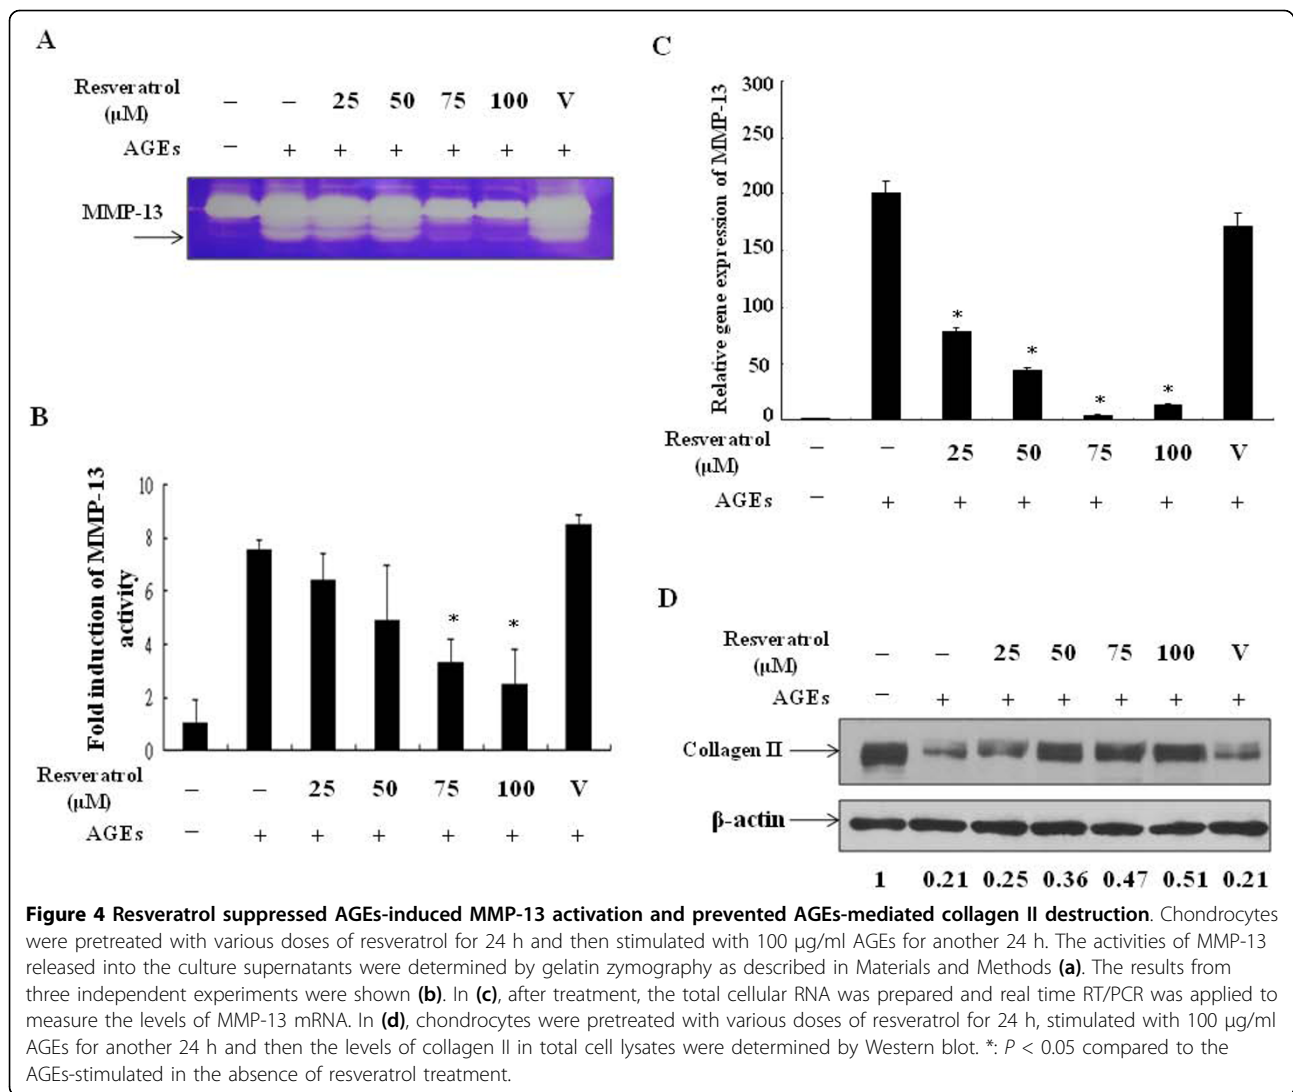 A
Resveratrol
(μM)
– – 25 50 75 100 V
AGEs – + + + + + +
MMP-13
B
Fold induction of MMP-13
activity
10
8
6
4
2
0
* *
Resveratrol
(μM)
– – 25 50 75 100 V
AGEs – + + + + + +
C
Relative gene expression of MMP-13
300
250
200
150
100
50
0
* * * *
Resveratrol
(μM)
– – 25 50 75 100 V
AGEs – + + + + + +
D
Resveratrol
(μM)
– – 25 50 75 100 V
AGEs – + + + + + +
Collagen II
β-actin
1 0.21 0.25 0.36 0.47 0.51 0.21
Figure 4 Resveratrol suppressed AGEs-induced MMP-13 activation and prevented AGEs-mediated collagen II destruction. Chondrocytes
were pretreated with various doses of resveratrol for 24 h and then stimulated with 100 μg/ml AGEs for another 24 h. The activities of MMP-13
released into the culture supernatants were determined by gelatin zymography as described in Materials and Methods (a). The results from
three independent experiments were shown (b). In (c), after treatment, the total cellular RNA was prepared and real time RT/PCR was applied to
measure the levels of MMP-13 mRNA. In (d), chondrocytes were pretreated with various doses of resveratrol for 24 h, stimulated with 100 μg/ml
AGEs for another 24 h and then the levels of collagen II in total cell lysates were determined by Western blot. *: P < 0.05 compared to the
AGEs-stimulated in the absence of resveratrol treatment.